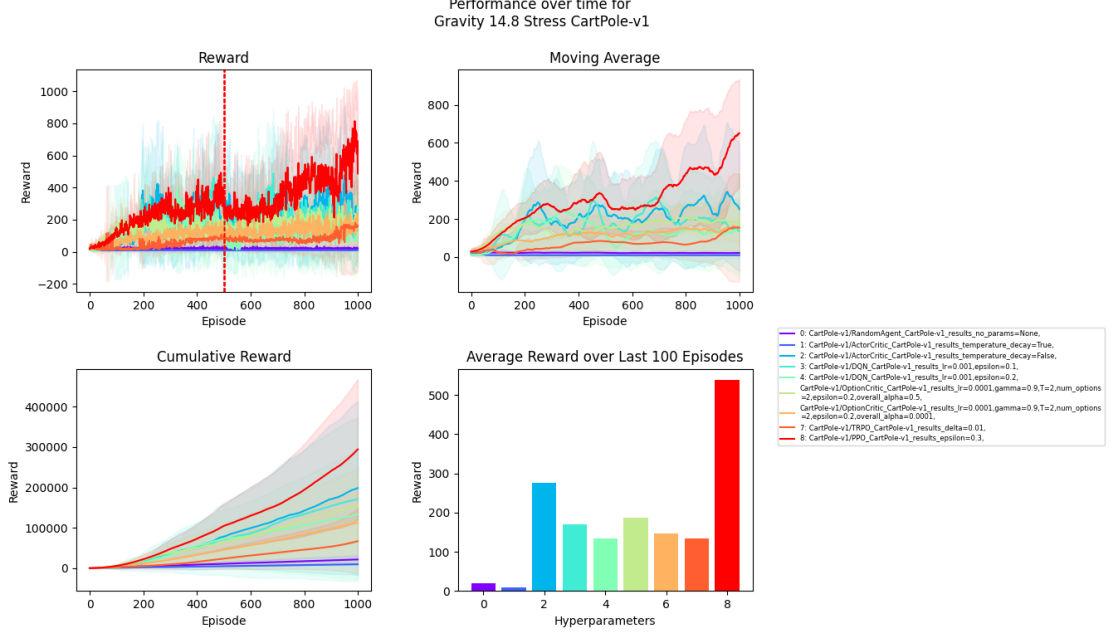 Performance over time for
Gravity 14.8 Stress CartPole-v1
Reward
Reward
1000
800
600
400
200
0
−200
0
200
400
600
800
1000
Episode
Moving Average
Reward
800
600
400
200
0
0
200
400
600
800
1000
Episode
Cumulative Reward
Reward
400000
300000
200000
100000
0
0
200
400
600
800
1000
Episode
Average Reward over Last 100 Episodes
Reward
500
400
300
200
100
0
0
2
4
6
8
Hyperparameters
0: CartPole-v1/RandomAgent_CartPole-v1_results_no_params=None,
1: CartPole-v1/ActorCritic_CartPole-v1_results_temperature_decay=True,
2: CartPole-v1/ActorCritic_CartPole-v1_results_temperature_decay=False,
3: CartPole-v1/DQN_CartPole-v1_results_lr=0.001,epsilon=0.1,
4: CartPole-v1/DQN_CartPole-v1_results_lr=0.001,epsilon=0.2,
CartPole-v1/OptionCritic_CartPole-v1_results_lr=0.0001,gamma=0.9,T=2,num_options
=2,epsilon=0.2,overall_alpha=0.5,
CartPole-v1/OptionCritic_CartPole-v1_results_lr=0.0001,gamma=0.9,T=2,num_options
=2,epsilon=0.2,overall_alpha=0.0001,
7: CartPole-v1/TRPO_CartPole-v1_results_delta=0.01,
8: CartPole-v1/PPO_CartPole-v1_results_epsilon=0.3,